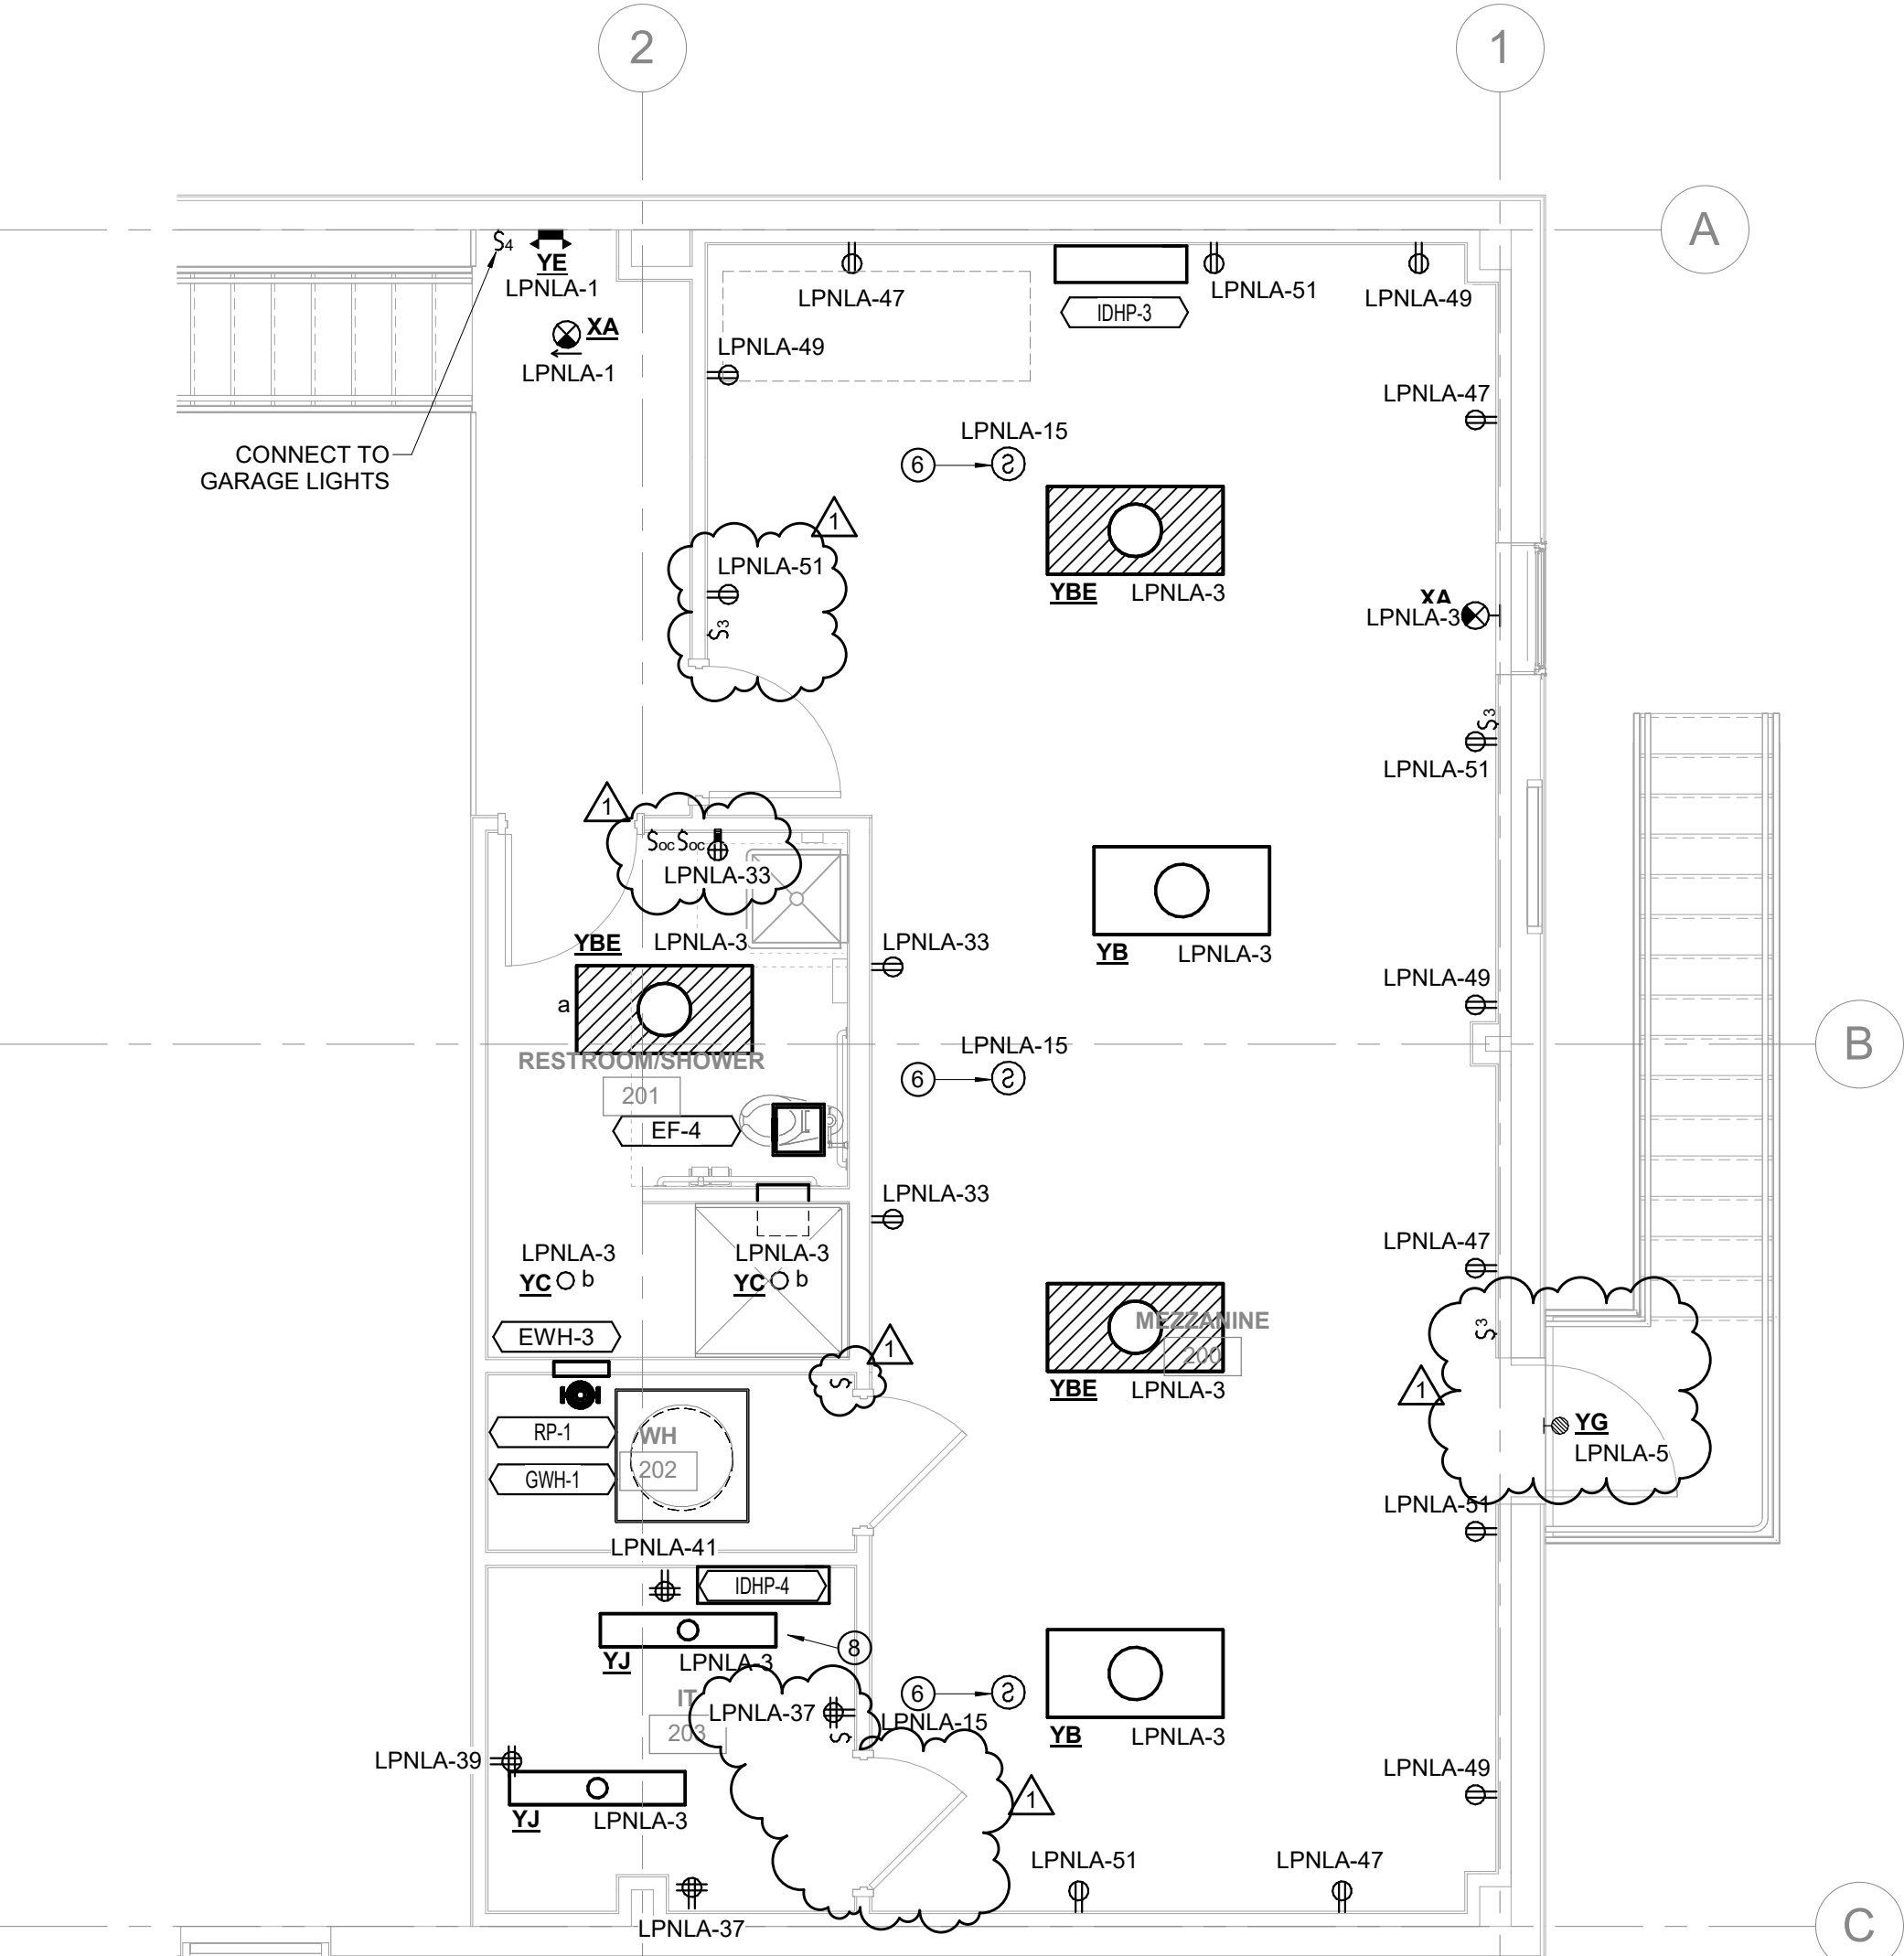 2
1
A
S4
YE
LPNLA-1
XA
LPNLA-1
CONNECT TO
GARAGE LIGHTS
LPNLA-47
IDHP-3
LPNLA-51
LPNLA-49
LPNLA-49
LPNLA-47
LPNLA-15
6
S
1
LPNLA-51
S3
YBE LPNLA-3
XA
LPNLA-3
S3
LPNLA-51
1
Soc Soc
LPNLA-33
YBE LPNLA-3
a
LPNLA-33
YB LPNLA-3
LPNLA-49
RESTROOM/SHOWER
201
EF-4
LPNLA-15
6
S
B
LPNLA-33
LPNLA-3
YC b
LPNLA-3
YC b
LPNLA-47
EWH-3
1
S
MEZZANINE
200
YBE LPNLA-3
S3
1
YG
LPNLA-5
RP-1
GWH-1
WH
202
LPNLA-51
LPNLA-41
IDHP-4
8
YJ LPNLA-3
IT
203
LPNLA-37
S
6
S
LPNLA-15
YB LPNLA-3
LPNLA-39
YJ LPNLA-3
1
LPNLA-49
LPNLA-51
LPNLA-47
LPNLA-37
C